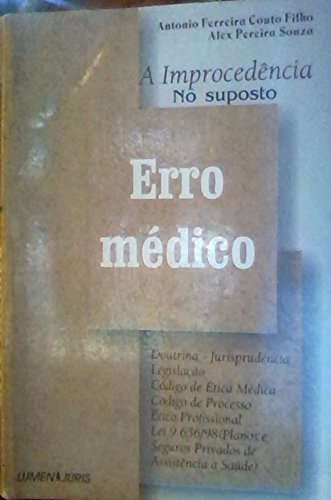 Antonio Ferreira Couto Filho
Alex Pereira Souza
A Improcedência
No suposto
Erro
médico
Doutrina - Jurisprudência
Legislação
Código de Ética Médica
Código de Processo
Ético Profissional
Lei 9.656/98(Planos e
Seguros Privados de
Assistência à Saúde)
LUMEN JURIS